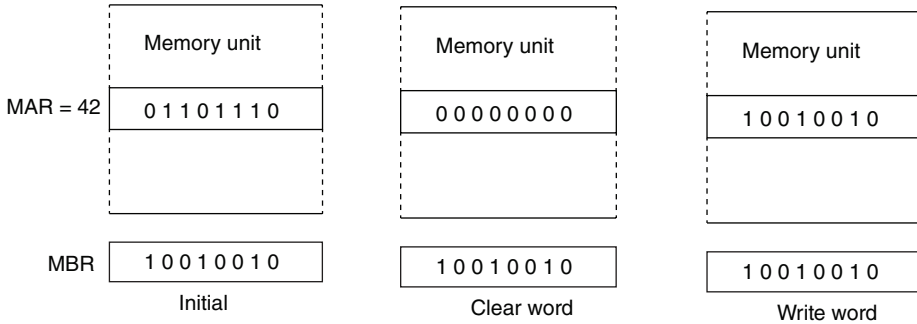 Memory unit Memory unit Memory unit
MAR = 42 0 1 1 0 1 1 1 0 0 0 0 0 0 0 0 0 1 0 0 1 0 0 1 0
MBR 1 0 0 1 0 0 1 0 1 0 0 1 0 0 1 0 1 0 0 1 0 0 1 0
Initial Clear word Write word